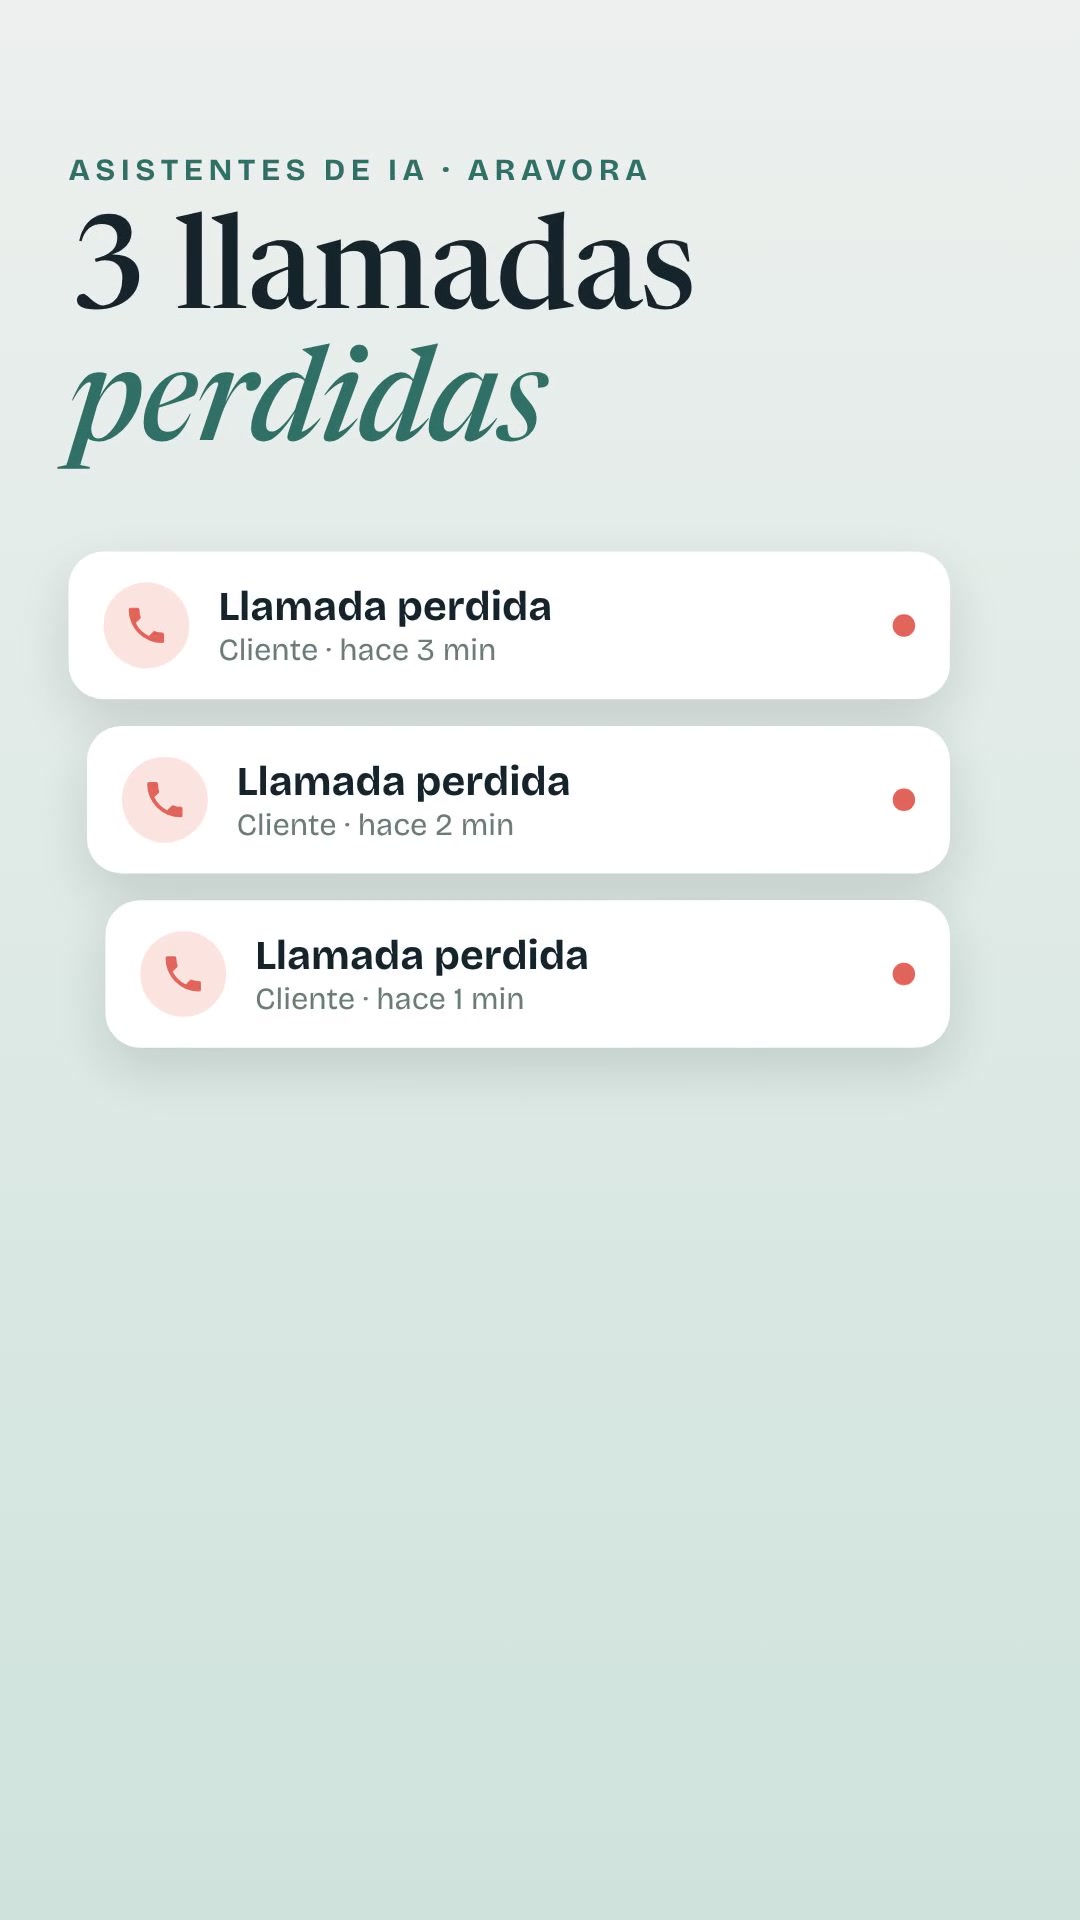 ASISTENTES DE IA · ARAVORA
3 llamadas
perdidas
Llamada perdida
Cliente · hace 3 min
Llamada perdida
Cliente · hace 2 min
Llamada perdida
Cliente · hace 1 min